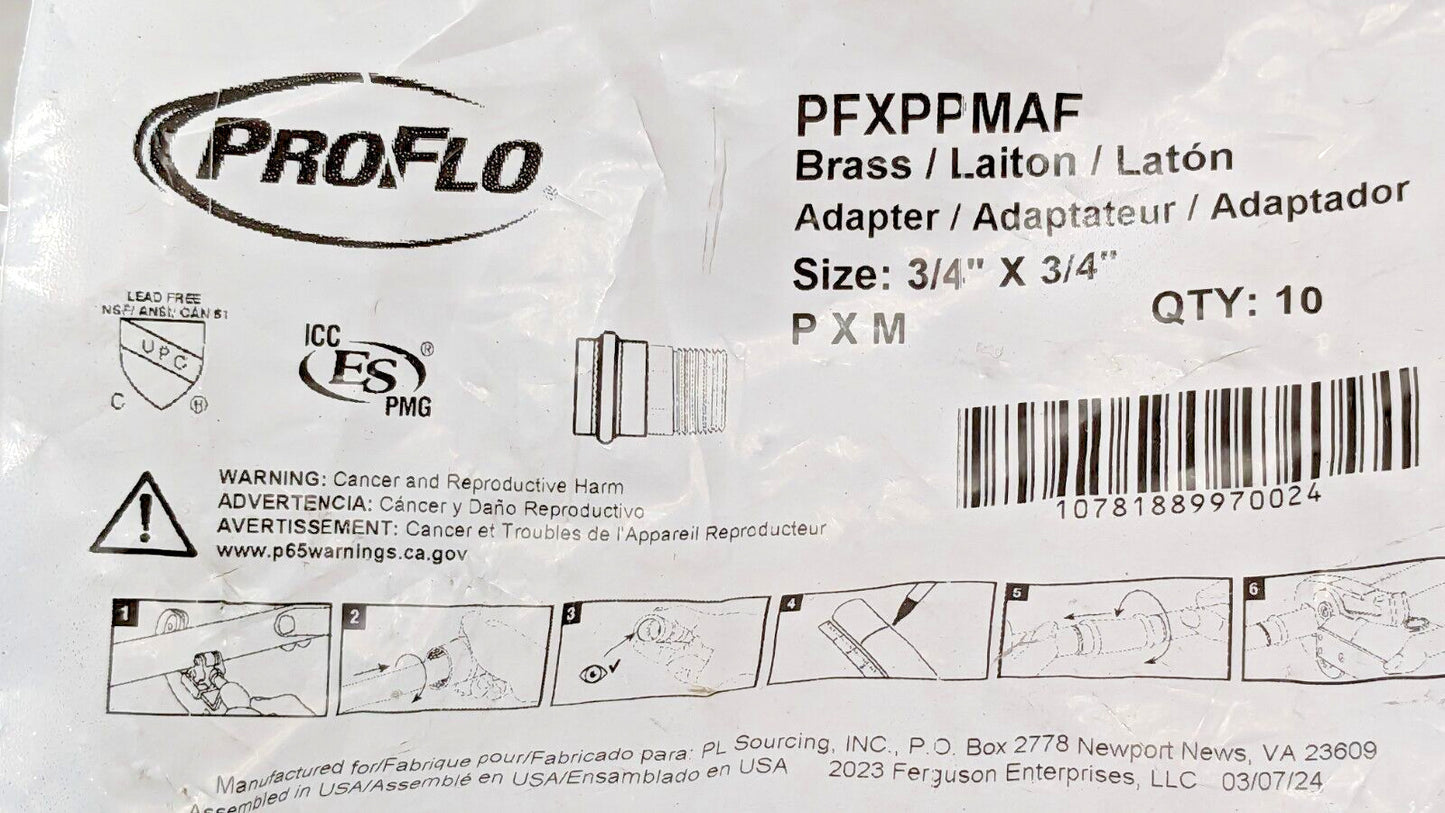 PROFLO
PFXPPMAF
Brass / Laiton / Latón
Adapter / Adaptateur / Adaptador
Size: 3/4" X 3/4"
P X M
QTY: 10
LEAD FREE
NSF/ ANSI/ CAN 61
UPC
C ®
ICC
ES ®
PMG
10781889970024
WARNING: Cancer and Reproductive Harm
ADVERTENCIA: Cáncer y Daño Reproductivo
AVERTISSEMENT: Cancer et Troubles de l'Appareil Reproducteur
www.p65warnings.ca.gov
1
2
3
4
5
6
Manufactured for/Fabrique pour/Fabricado para: PL Sourcing, INC., P.O. Box 2778 Newport News, VA 23609
Assembled in USA/Assemblé en USA/Ensamblado en USA 2023 Ferguson Enterprises, LLC 03/07/24